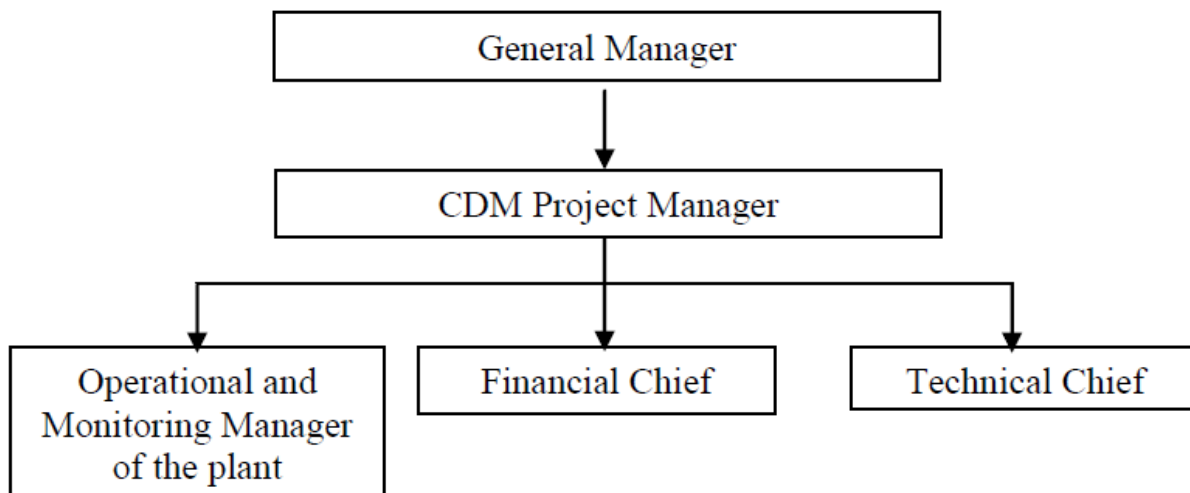 General Manager
CDM Project Manager
Operational and
Monitoring Manager
of the plant
Financial Chief
Technical Chief